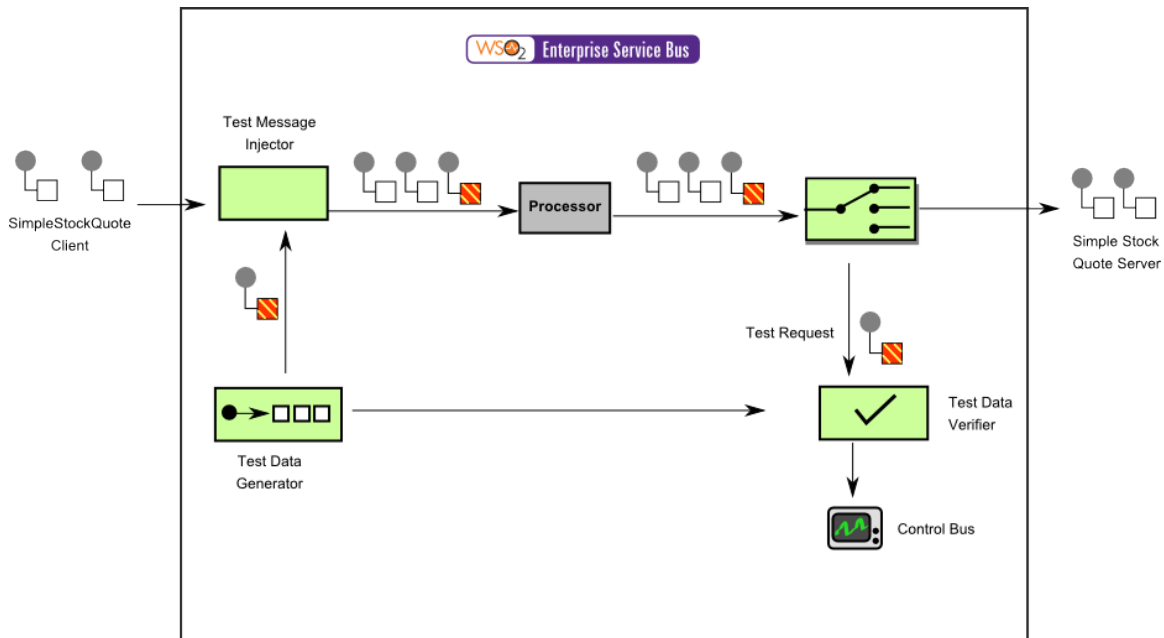 WSO2 Enterprise Service Bus
Test Message
Injector
SimpleStockQuote
Client
Processor
Simple Stock
Quote Server
Test Request
Test Data
Verifier
Test Data
Generator
Control Bus